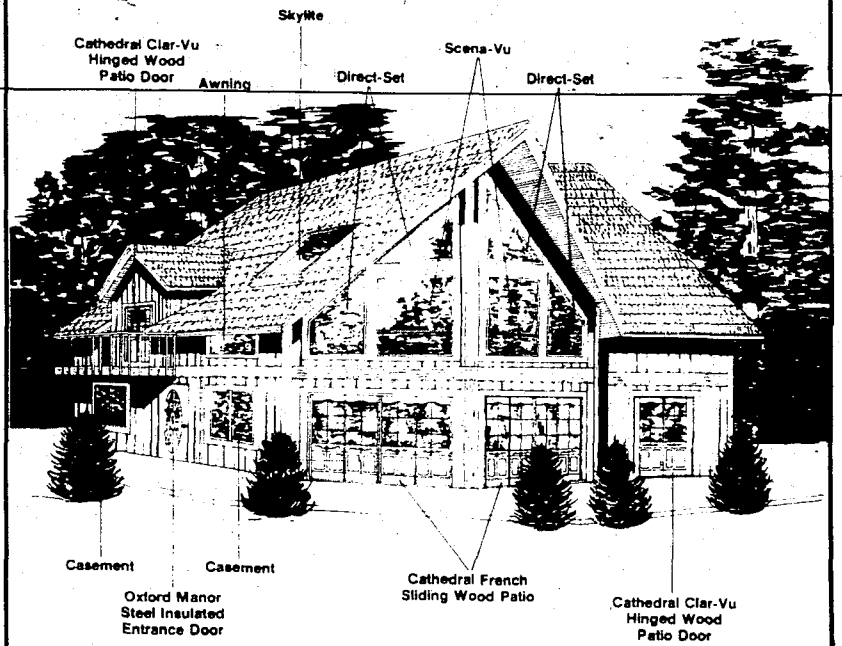 Skylite
Cathedral Clar-Vu
Hinged Wood
Patio Door
Awning
Direct-Set
Scena-Vu
Direct-Set
Casement
Casement
Oxford Manor
Steel Insulated
Entrance Door
Cathedral French
Sliding Wood Patio
Cathedral Clar-Vu
Hinged Wood
Patio Door